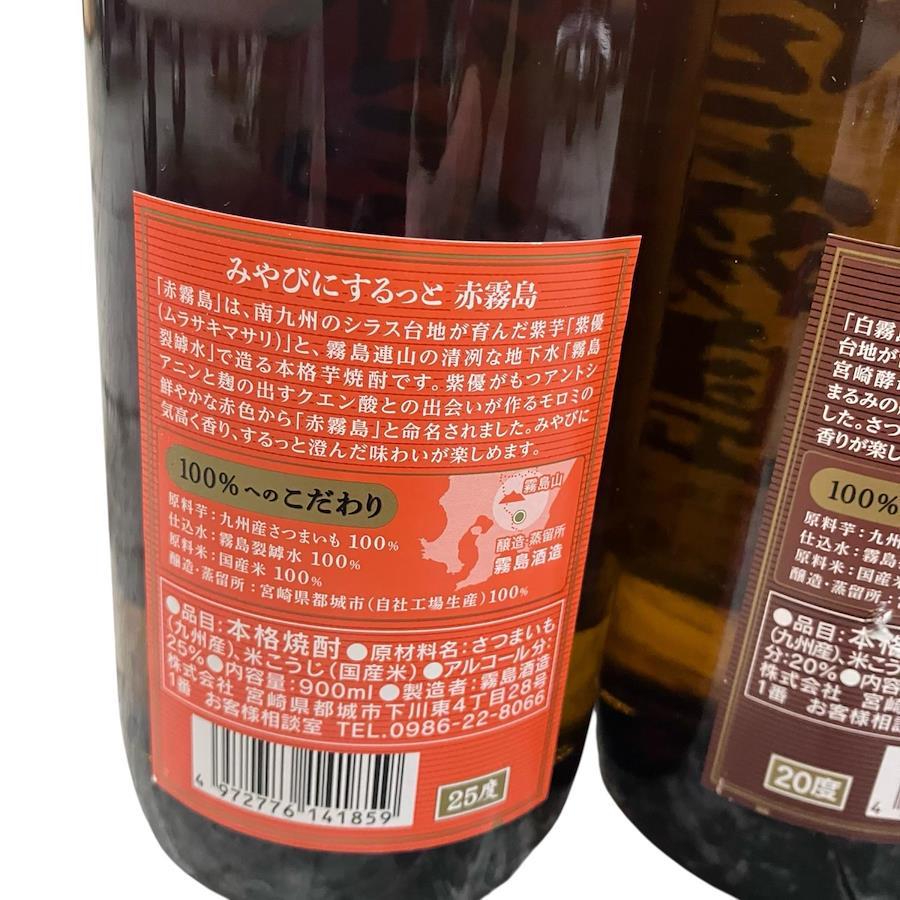 みやびにするっと 赤霧島
「赤霧島」は、南九州のシラス台地が育んだ紫芋「紫優
(ムラサキマサリ)」と、霧島連山の清冽な地下水「霧島
裂罅水」で造る本格芋焼酎です。紫優がもつアントシ
アニンと麹の出すクエン酸との出会いが作るモロミの
鮮やかな赤色から「赤霧島」と命名されました。みやびに
気高く香り、するっと澄んだ味わいが楽しめます。
100%へのこだわり
原料芋：九州産さつまいも 100%
仕込水：霧島裂罅水 100%
原料米：国産米 100%
醸造・蒸留所：宮崎県都城市(自社工場生産)100%
霧島山
醸造・蒸留所
霧島酒造
●品目：本格焼酎 ●原材料名：さつまいも
(九州産)、米こうじ(国産米) ●アルコール分：
25% ●内容量：900ml ●製造者：霧島酒造
株式会社 宮崎県都城市下川東4丁目28号
1番 お客様相談室 TEL.0986-22-8066
4 972776 141859
25度
「白霧島
台地が
宮崎酵母
まるみの
した。さつ
香りが楽し
100%
原料芋：九州
仕込水：霧島
原料米：国産
醸造・蒸留所：
●品目：本格
(九州産)、米こう
分：20% ●内容
株式会社 宮崎
1番 お客様相談
20度
4